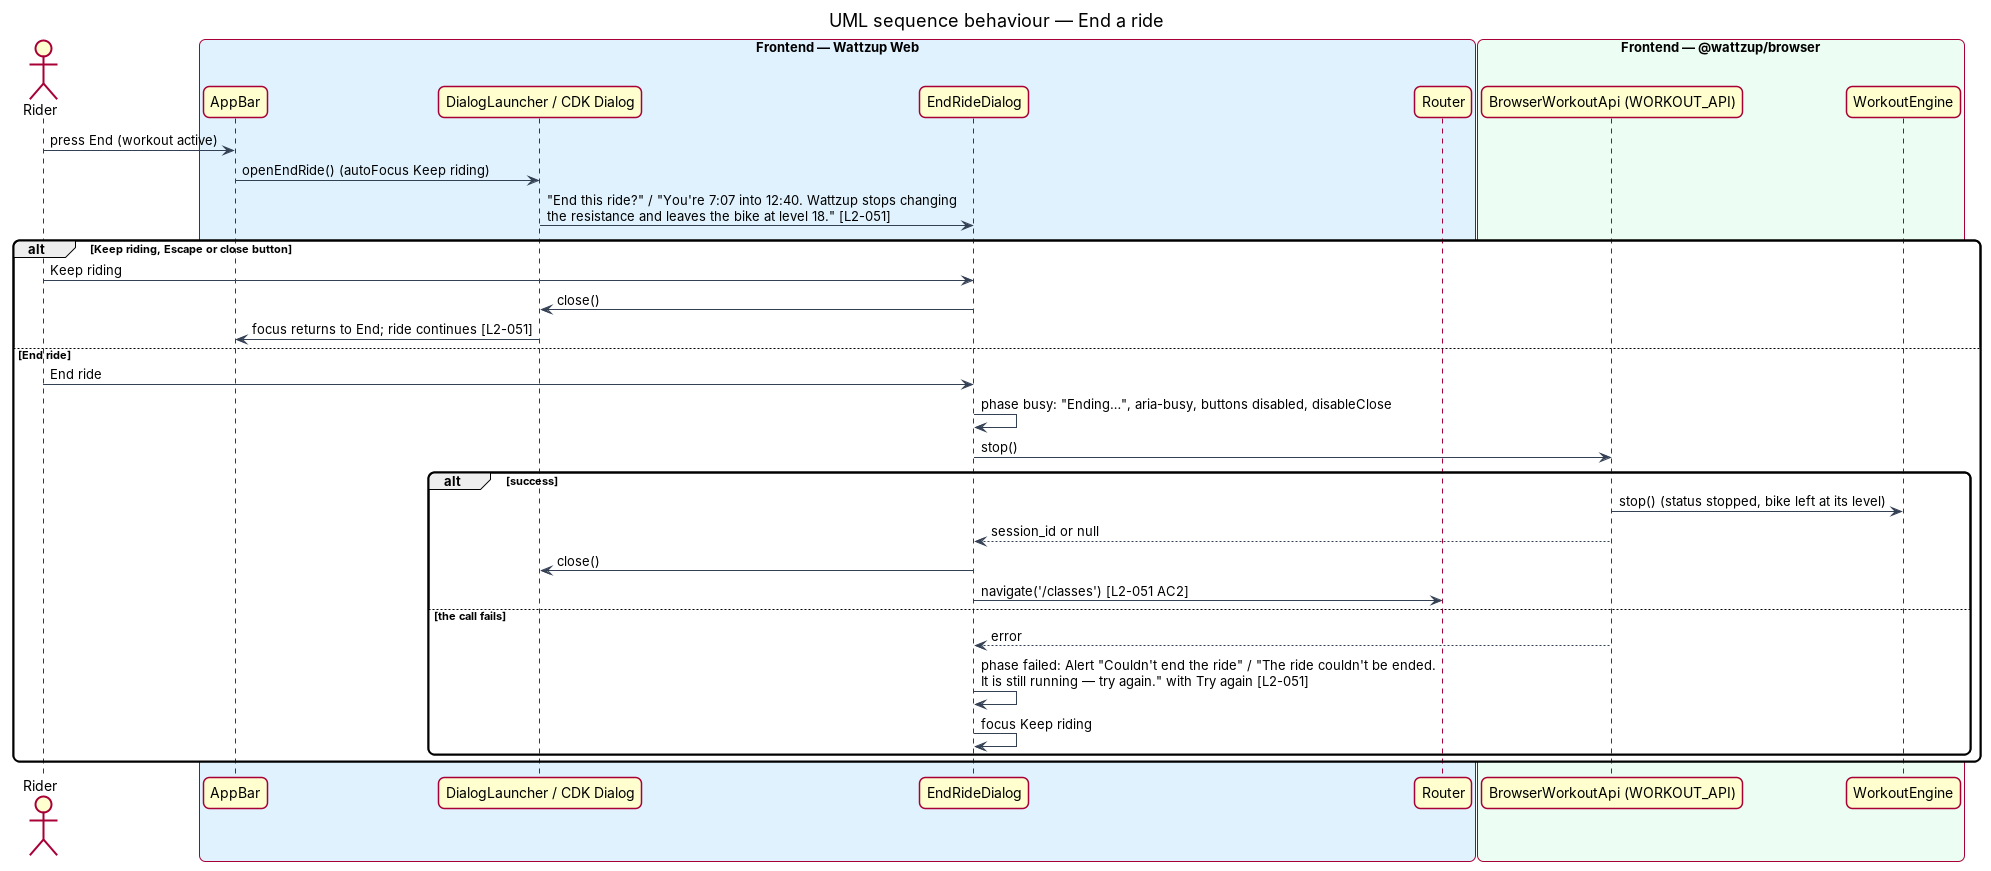 UML sequence behaviour — End a ride
Frontend — Wattzup Web
Frontend — @wattzup/browser
Rider
AppBar
DialogLauncher / CDK Dialog
EndRideDialog
Router
BrowserWorkoutApi (WORKOUT_API)
WorkoutEngine
press End (workout active)
openEndRide() (autoFocus Keep riding)
"End this ride?" / "You're 7:07 into 12:40. Wattzup stops changing
the resistance and leaves the bike at level 18." [L2-051]
alt
[Keep riding, Escape or close button]
Keep riding
close()
focus returns to End; ride continues [L2-051]
[End ride]
End ride
phase busy: "Ending…", aria-busy, buttons disabled, disableClose
stop()
alt
[success]
stop() (status stopped, bike left at its level)
session_id or null
close()
navigate('/classes') [L2-051 AC2]
[the call fails]
error
phase failed: Alert "Couldn't end the ride" / "The ride couldn't be ended.
It is still running — try again." with Try again [L2-051]
focus Keep riding
Rider
AppBar
DialogLauncher / CDK Dialog
EndRideDialog
Router
BrowserWorkoutApi (WORKOUT_API)
WorkoutEngine